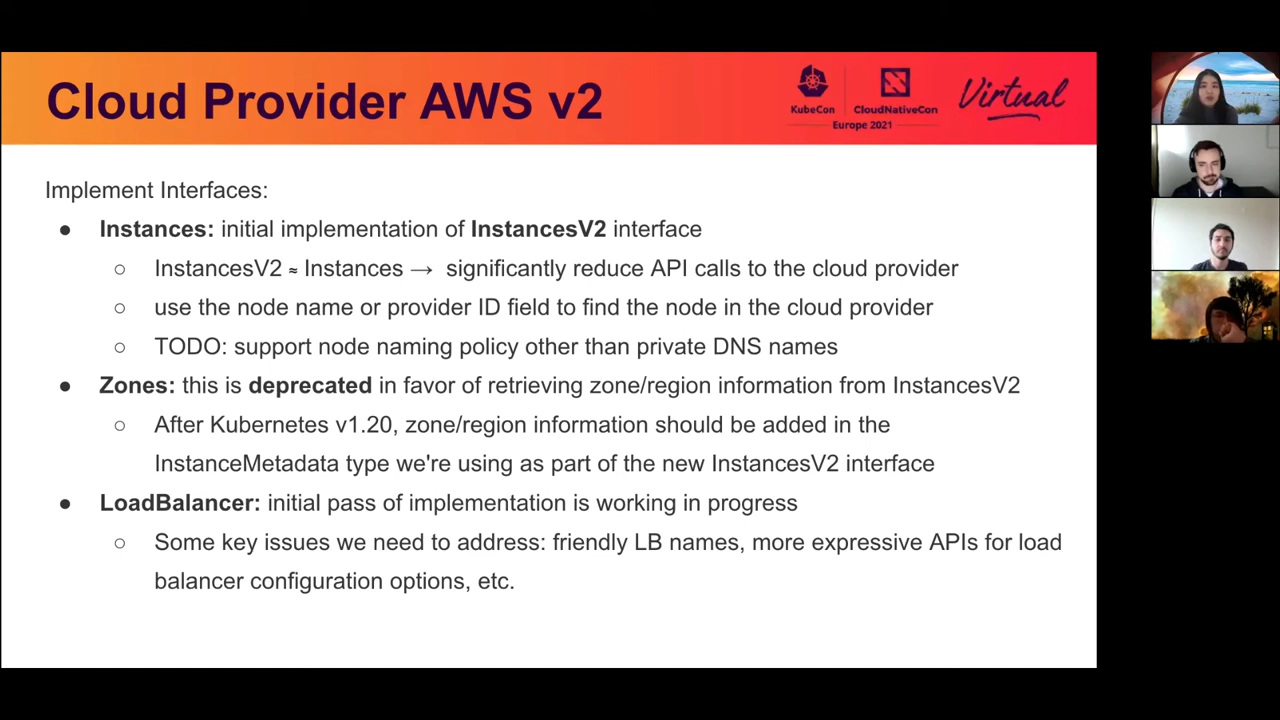 Cloud Provider AWS v2
KubeCon
CloudNativeCon
Europe 2021
Virtual
Implement Interfaces:
● Instances: initial implementation of InstancesV2 interface
○ InstancesV2 ≈ Instances → significantly reduce API calls to the cloud provider
○ use the node name or provider ID field to find the node in the cloud provider
○ TODO: support node naming policy other than private DNS names
● Zones: this is deprecated in favor of retrieving zone/region information from InstancesV2
○ After Kubernetes v1.20, zone/region information should be added in the
InstanceMetadata type we're using as part of the new InstancesV2 interface
● LoadBalancer: initial pass of implementation is working in progress
○ Some key issues we need to address: friendly LB names, more expressive APIs for load
balancer configuration options, etc.